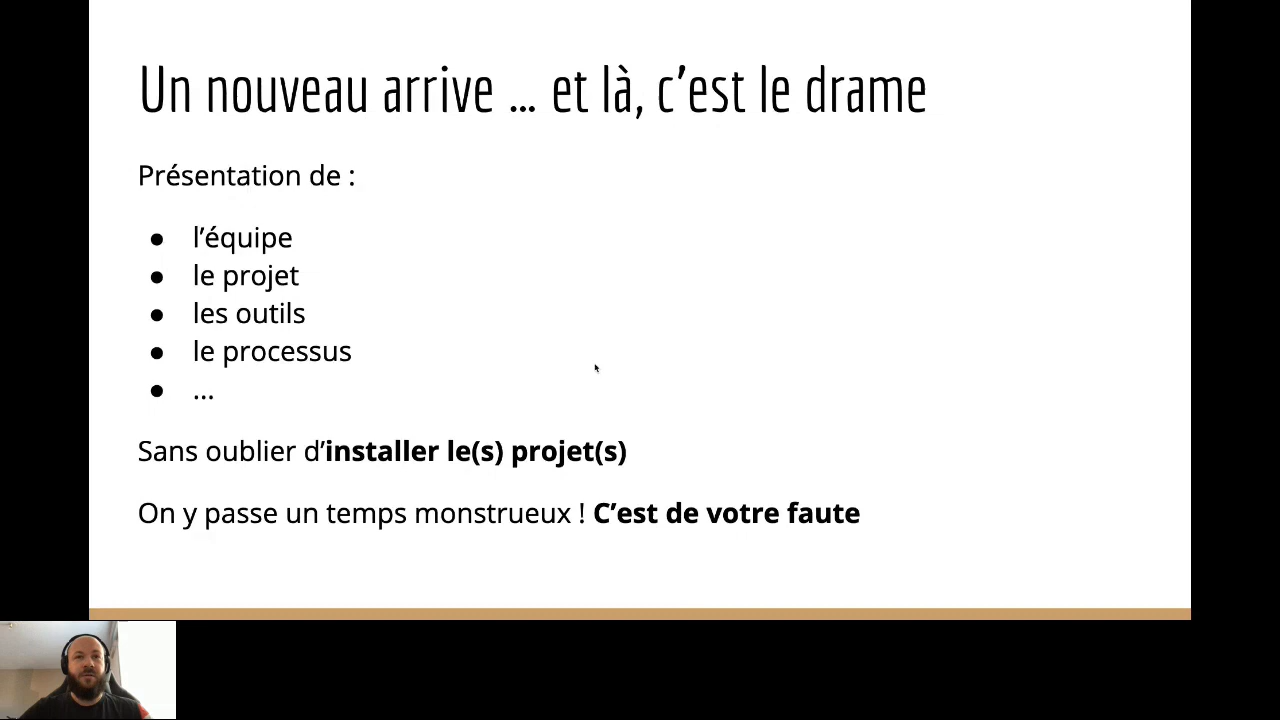 Un nouveau arrive ... et là, c’est le drame
Présentation de :
● l’équipe
● le projet
● les outils
● le processus
● ...
Sans oublier d’installer le(s) projet(s)
On y passe un temps monstrueux ! C’est de votre faute